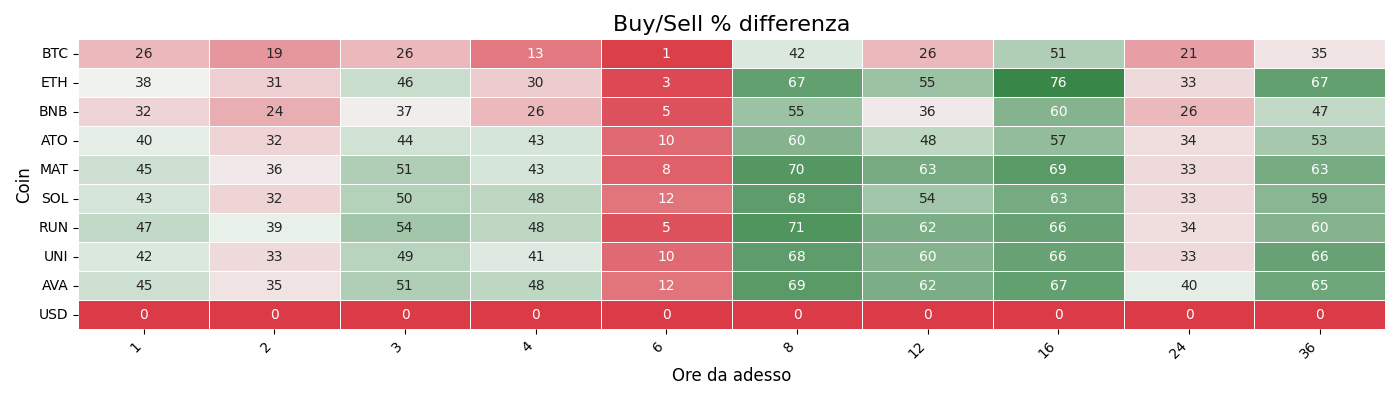 Buy/Sell % differenza
Coin
BTC 26 19 26 13 1 42 26 51 21 35
ETH 38 31 46 30 3 67 55 76 33 67
BNB 32 24 37 26 5 55 36 60 26 47
ATO 40 32 44 43 10 60 48 57 34 53
MAT 45 36 51 43 8 70 63 69 33 63
SOL 43 32 50 48 12 68 54 63 33 59
RUN 47 39 54 48 5 71 62 66 34 60
UNI 42 33 49 41 10 68 60 66 33 66
AVA 45 35 51 48 12 69 62 67 40 65
USD 0 0 0 0 0 0 0 0 0 0
1 2 3 4 6 8 12 16 24 36
Ore da adesso